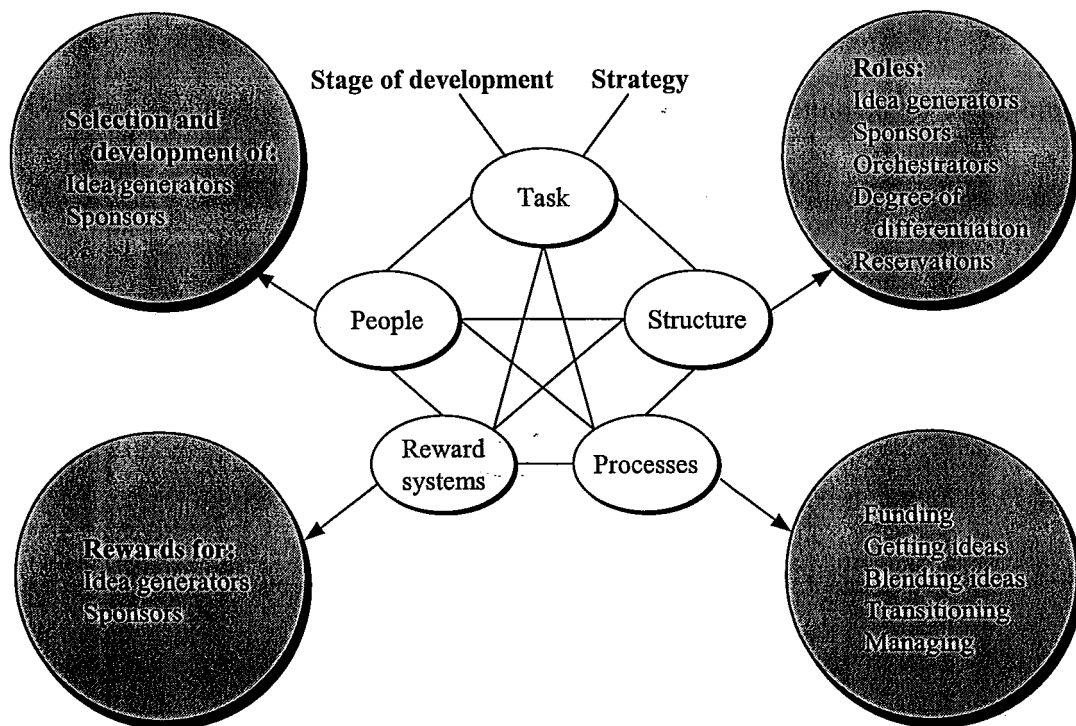 Stage of development
Strategy
Selection and
development of:
Idea generators
Sponsors
Roles:
Idea generators
Sponsors
Orchestrators
Degree of
differentiation
Reservations
Task
People
Structure
Reward
systems
Processes
Rewards for:
Idea generators
Sponsors
Funding
Getting ideas
Blending ideas
Transitioning
Managing